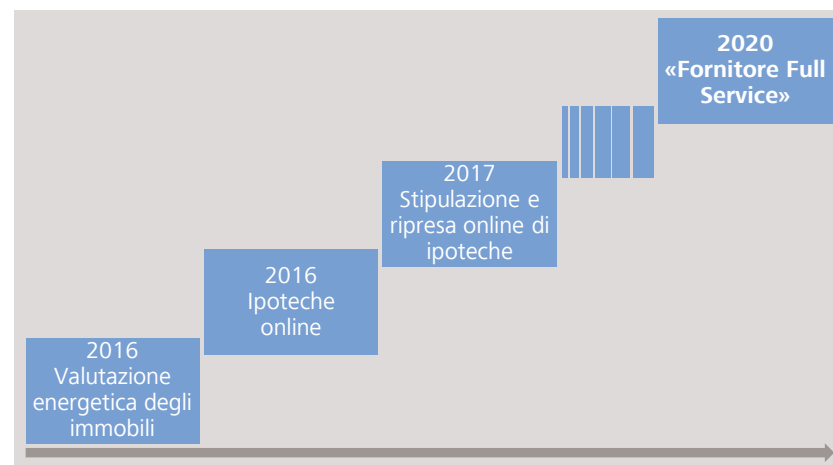 2020
«Fornitore Full
Service»
2017
Stipulazione e
ripresa online di
ipoteche
2016
Ipoteche
online
2016
Valutazione
energetica degli
immobili